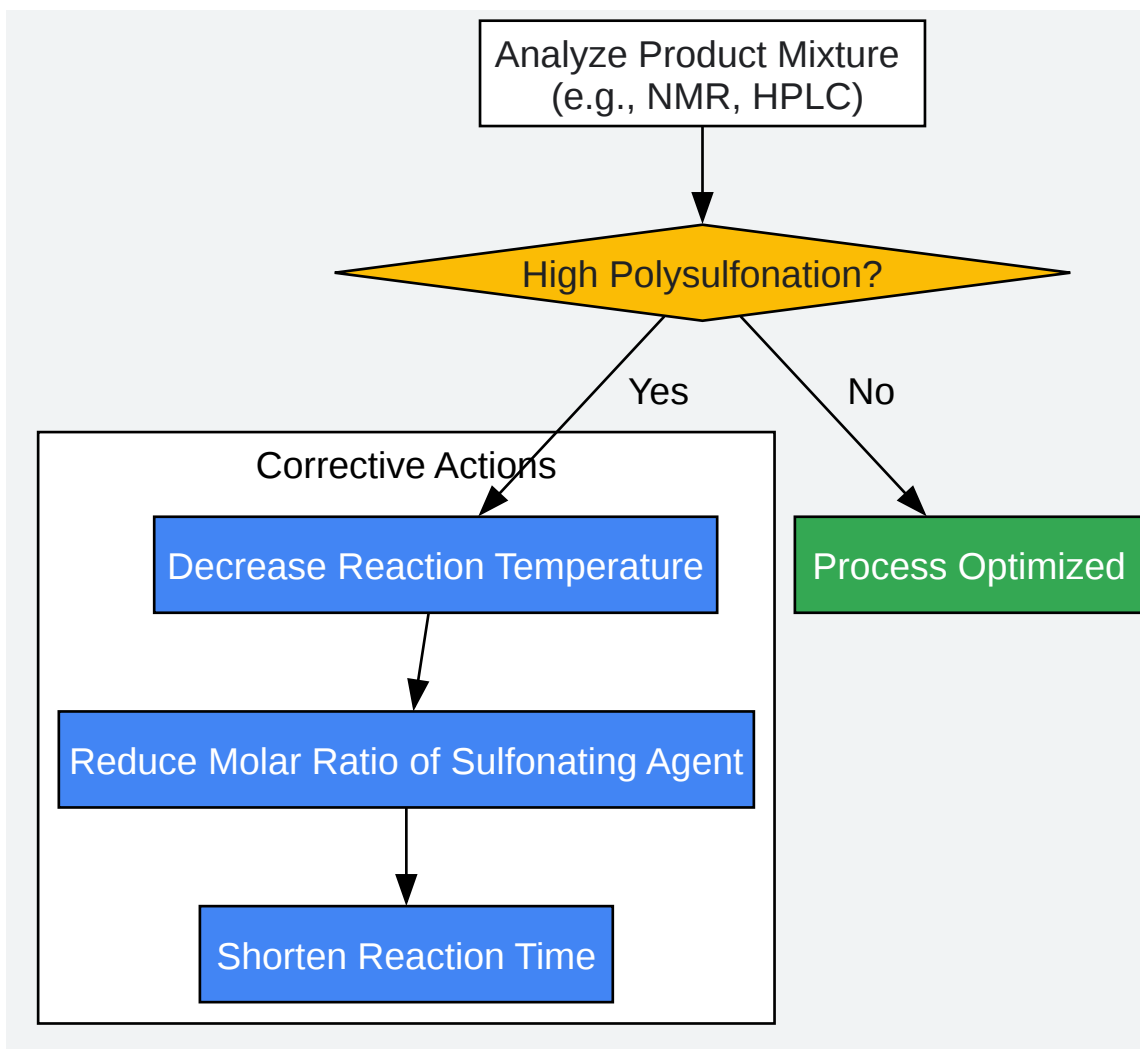 Analyze Product Mixture
(e.g., NMR, HPLC)
High Polysulfonation?
Yes
No
Corrective Actions
Decrease Reaction Temperature
Process Optimized
Reduce Molar Ratio of Sulfonating Agent
Shorten Reaction Time